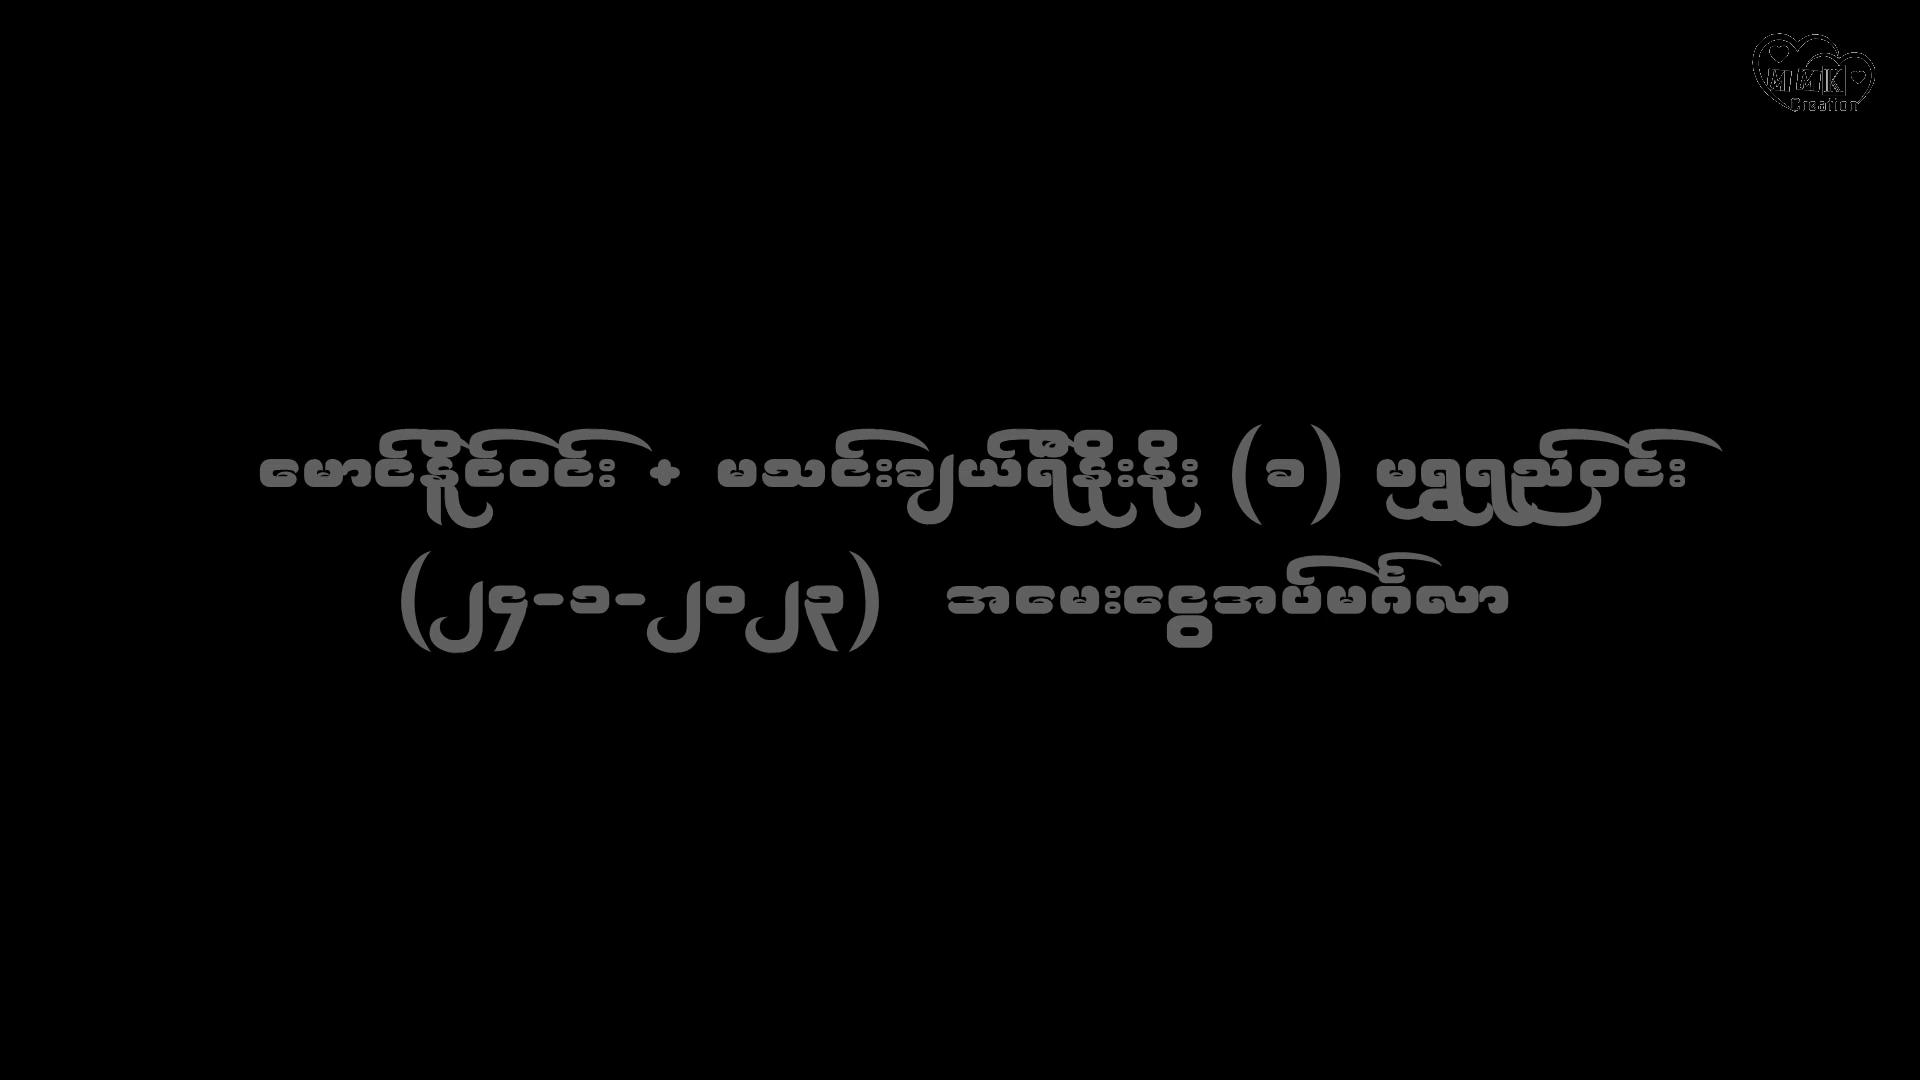 MMK
Creation
မောင်နိုင်ဝင်း + မသင်းချယ်ရီနိုးနိုး (ခ) မရွှေရည်ဝင်း
(၂၄-၁-၂၀၂၃) အမေးငွေအပ်မင်္ဂလာ